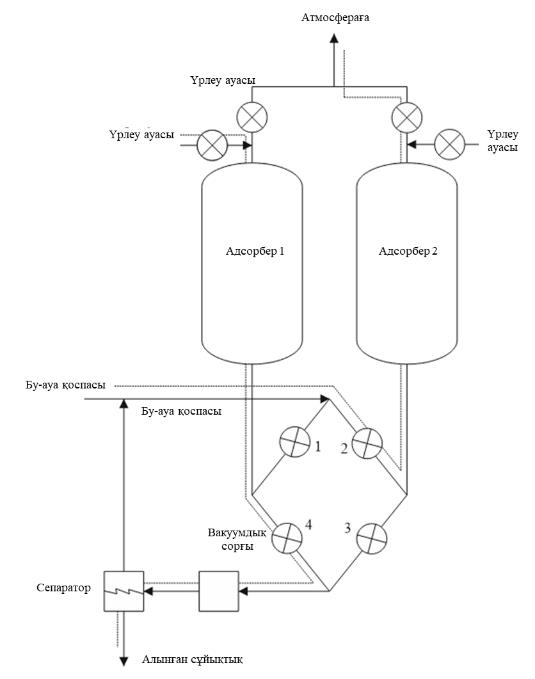 Атмосфераға
Үрлеу ауасы
Үрлеу ауасы
Үрлеу
ауасы
Адсорбер 1
Адсорбер 2
Бу-ауа қоспасы
Бу-ауа қоспасы
1
2
Вакуумдық
сорғы
4
3
Сепаратор
Алынған сұйықтық